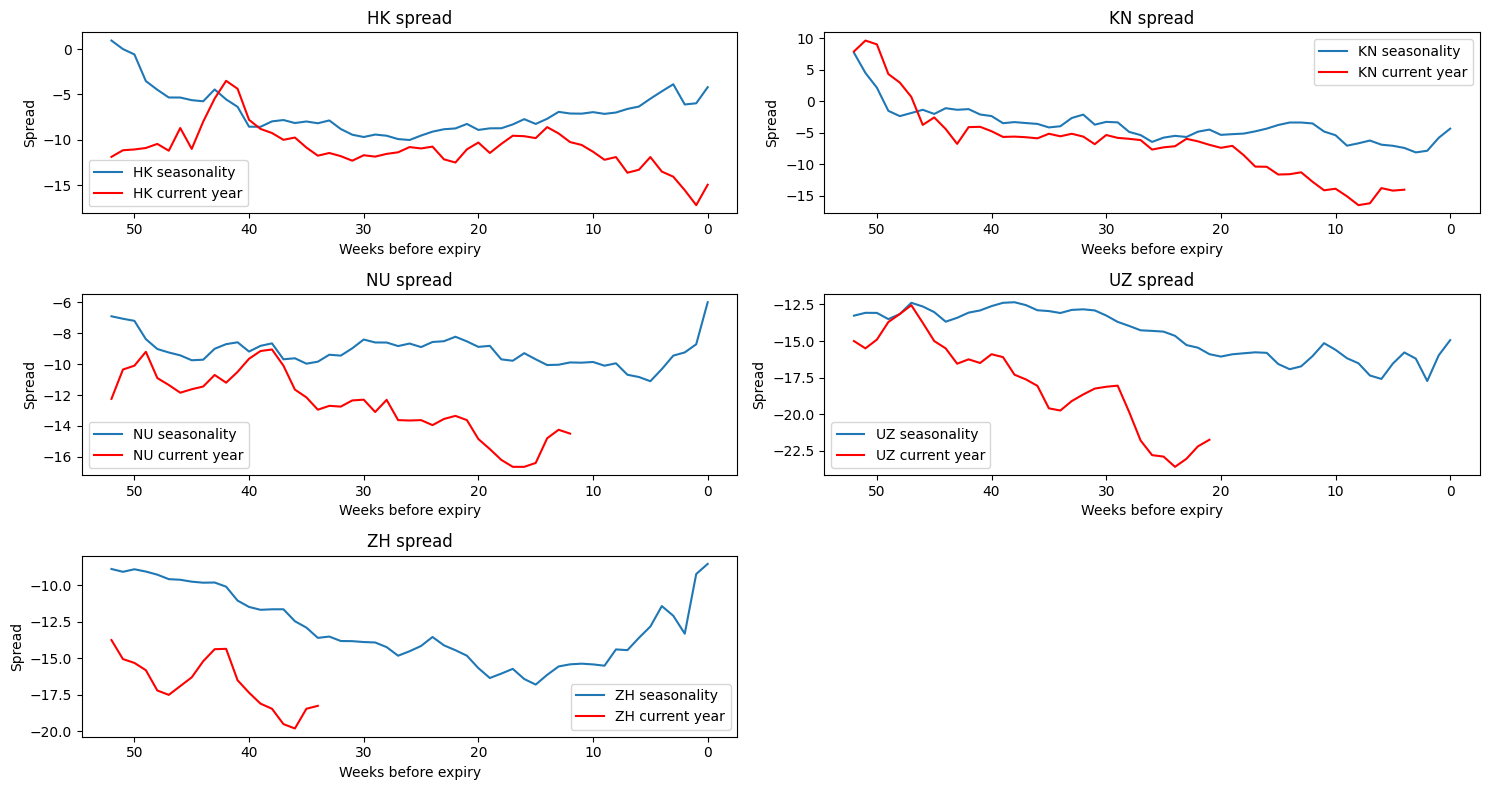 HK spread
0
−5
−10
−15
Spread
HK seasonality
HK current year
50
40
30
20
10
0
Weeks before expiry
KN spread
10
5
0
−5
−10
−15
Spread
KN seasonality
KN current year
50
40
30
20
10
0
Weeks before expiry
NU spread
−6
−8
−10
−12
−14
−16
Spread
NU seasonality
NU current year
50
40
30
20
10
0
Weeks before expiry
UZ spread
−12.5
−15.0
−17.5
−20.0
−22.5
Spread
UZ seasonality
UZ current year
50
40
30
20
10
0
Weeks before expiry
ZH spread
−10.0
−12.5
−15.0
−17.5
−20.0
Spread
ZH seasonality
ZH current year
50
40
30
20
10
0
Weeks before expiry